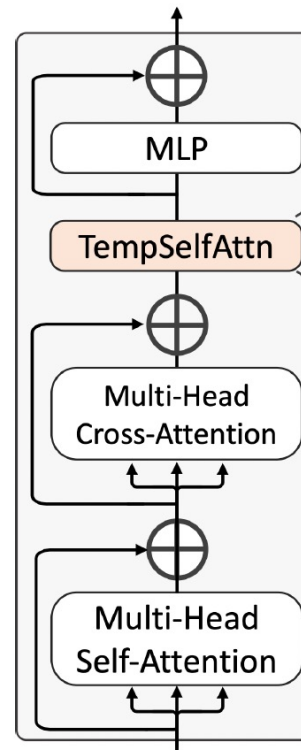 MLP
TempSelfAttn
Multi-Head
Cross-Attention
Multi-Head
Self-Attention